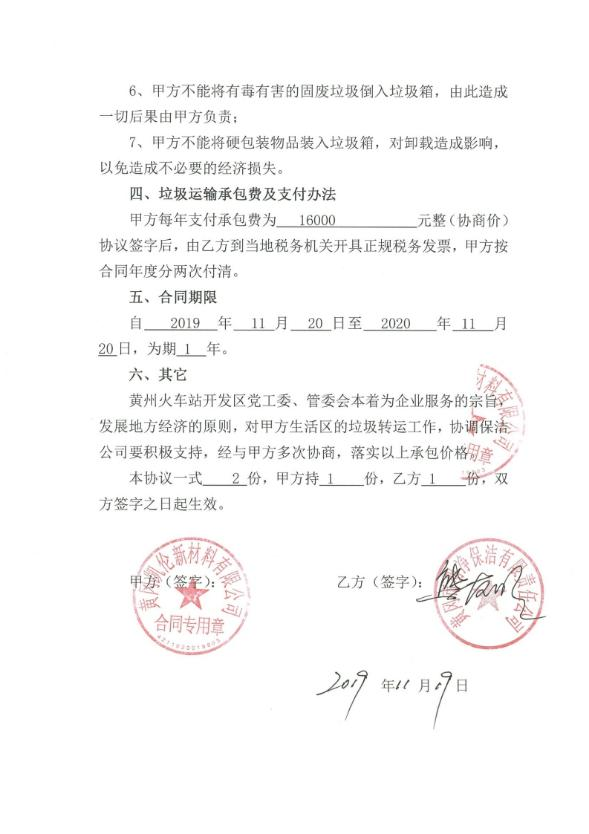 6、甲方不能将有毒有害的固废垃圾倒入垃圾箱，由此造成
一切后果由甲方负责；
7、甲方不能将硬包装物品装入垃圾箱，对卸载造成影响，
以免造成不必要的经济损失。
四、垃圾运输承包费及支付办法
甲方每年支付承包费为 16000 元整（协商价）
协议签字后，由乙方到当地税务机关开具正规税务发票，甲方按
合同年度分两次付清。
五、合同期限
自 2019 年 11 月 20 日至 2020 年 11 月
20 日，为期 1 年。
六、其它
黄州火车站开发区党工委、管委会本着为企业服务的宗旨，
发展地方经济的原则，对甲方生活区的垃圾转运工作，协调保洁
公司要积极支持，经与甲方多次协商，落实以上承包价格。
本协议一式 2 份，甲方持 1 份，乙方 1 份，双
方签字之日起生效。
材料有限公司
专用章
甲方（签字）：
黄冈凯伦新材料有限公司
合同专用章
4211020019803
乙方（签字）：
黄冈 净保洁有限责任公司
2019 年 11 月 19 日